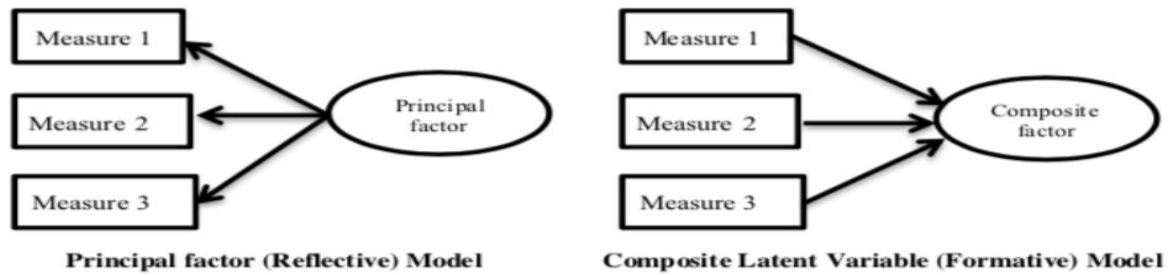 Measure 1
Measure 2
Measure 3
Principal
factor
Principal factor (Reflective) Model
Measure 1
Measure 2
Measure 3
Composite
factor
Composite Latent Variable (Formative) Model